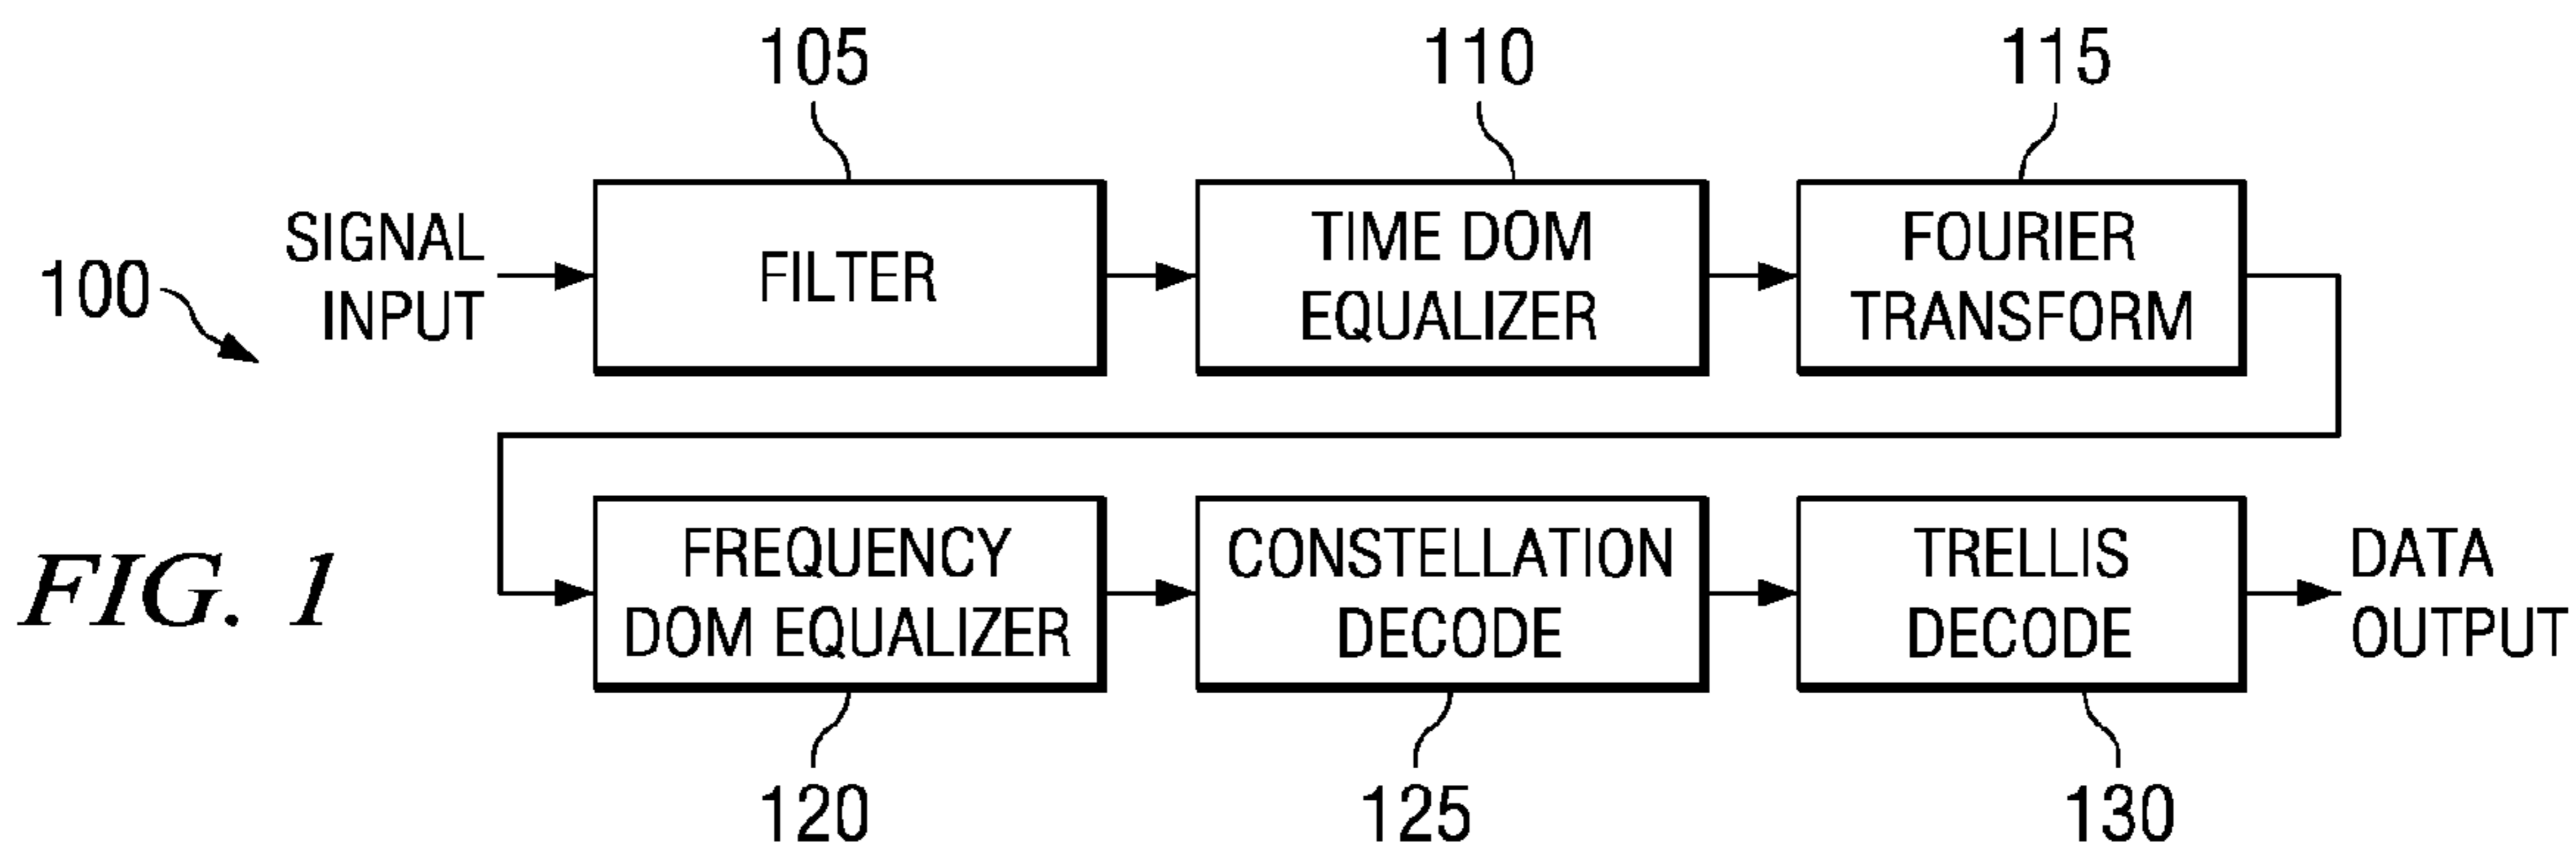 105
110
115
100
SIGNAL
INPUT
FILTER
TIME DOM
EQUALIZER
FOURIER
TRANSFORM
FIG. 1
FREQUENCY
DOM EQUALIZER
CONSTELLATION
DECODE
TRELLIS
DECODE
DATA
OUTPUT
120
125
130